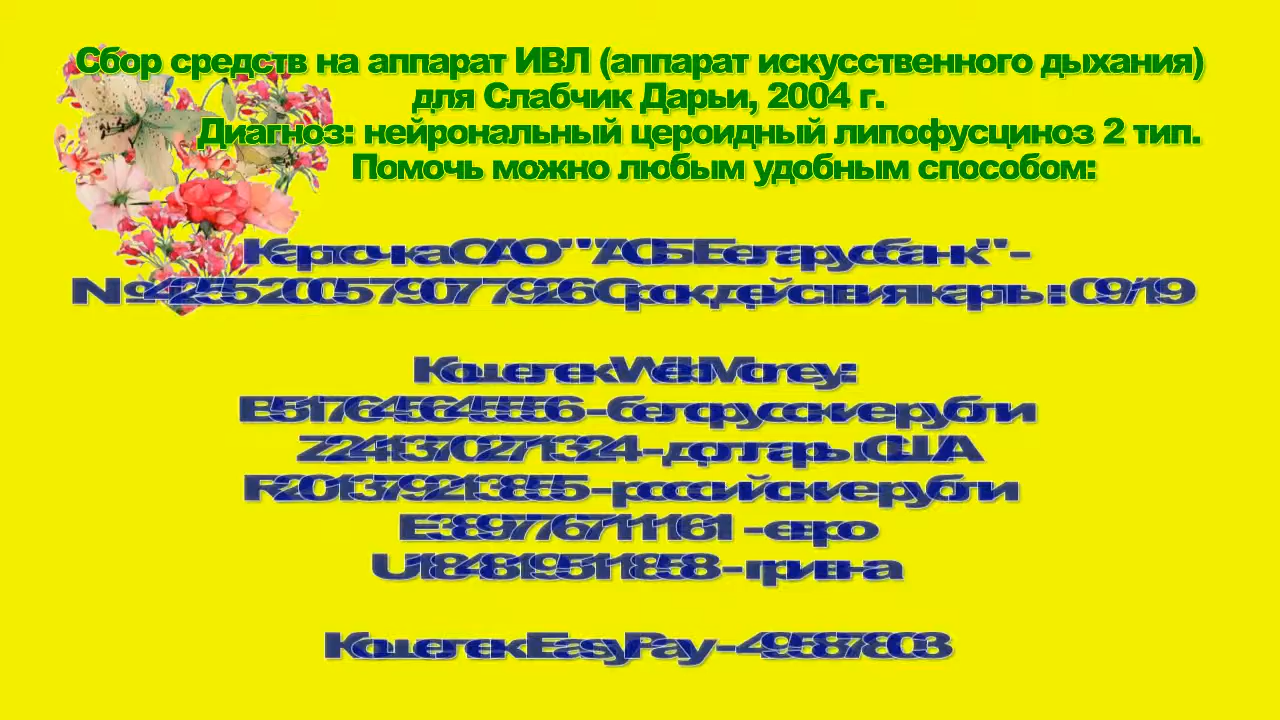 Сбор средств на аппарат ИВЛ (аппарат искусственного дыхания)
для Слабчик Дарьи, 2004 г.
Диагноз: нейрональный цероидный липофусциноз 2 тип.
Помочь можно любым удобным способом:
Карточка ОАО "АСБ Беларусбанк" -
№ 4255 2005 7907 7926 Срок действия карты : 09/19
Кошелек WebMoney:
B517645645556 - белорусские рубли
Z2241370271324 - доллары США
R201379213855 - российские рубли
E389776711161 - евро
U184819511858 - гривна
Кошелек EasyPay - 49587803